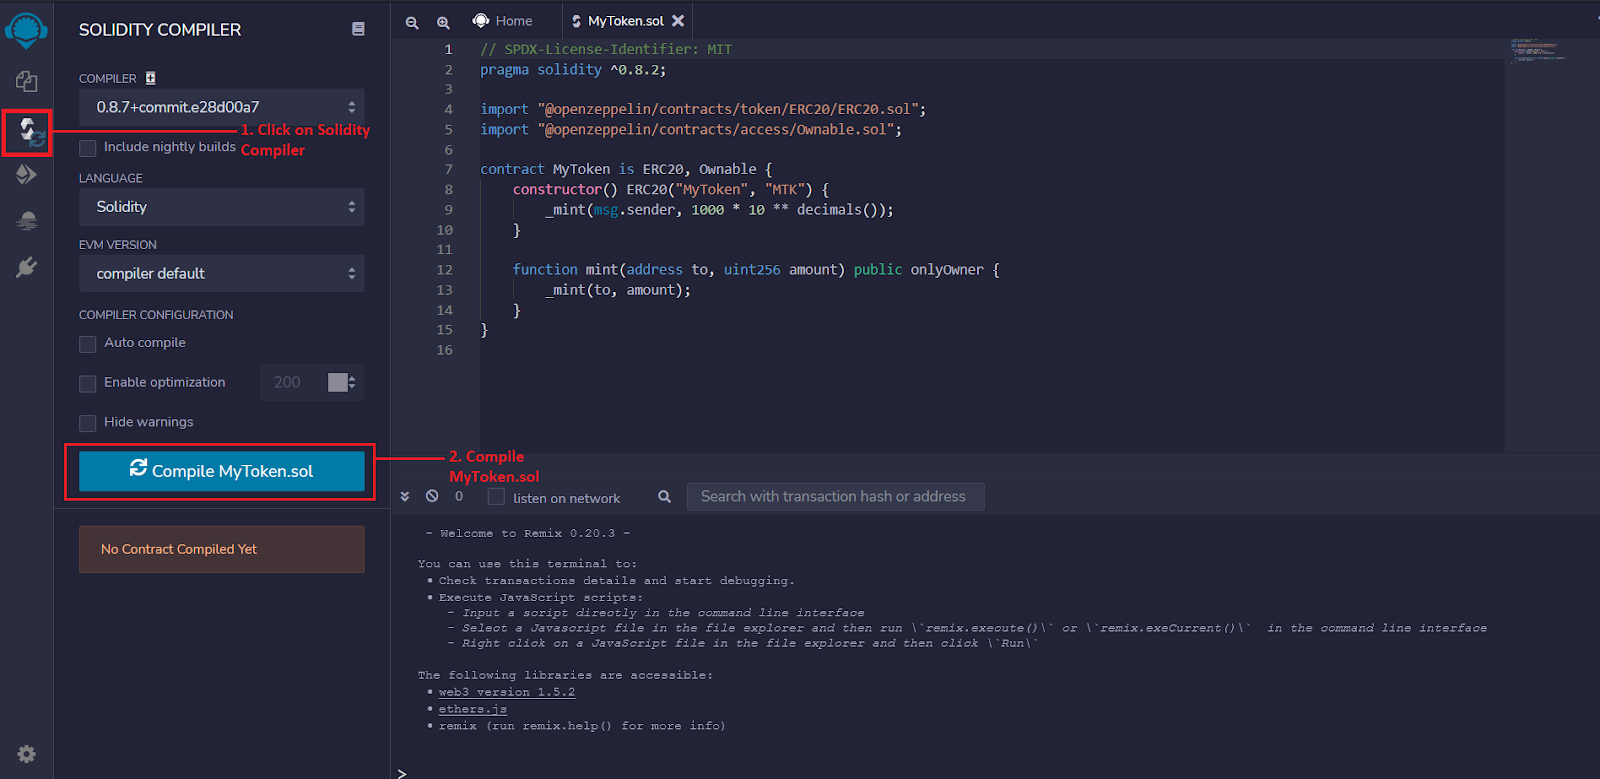 SOLIDITY COMPILER
COMPILER
0.8.7+commit.e28d00a7
1. Click on Solidity
Compiler
Include nightly builds
LANGUAGE
Solidity
EVM VERSION
compiler default
COMPILER CONFIGURATION
Auto compile
Enable optimization
200
Hide warnings
Compile MyToken.sol
2. Compile
MyToken.sol
No Contract Compiled Yet
Home
MyToken.sol
1 // SPDX-License-Identifier: MIT
2 pragma solidity ^0.8.2;
3
4 import "@openzeppelin/contracts/token/ERC20/ERC20.sol";
5 import "@openzeppelin/contracts/access/Ownable.sol";
6
7 contract MyToken is ERC20, Ownable {
8 constructor() ERC20("MyToken", "MTK") {
9 _mint(msg.sender, 1000 * 10 ** decimals());
10 }
11
12 function mint(address to, uint256 amount) public onlyOwner {
13 _mint(to, amount);
14 }
15 }
16
0 listen on network Search with transaction hash or address
- Welcome to Remix 0.20.3 -
You can use this terminal to:
• Check transactions details and start debugging.
• Execute JavaScript scripts:
- Input a script directly in the command line interface
- Select a Javascript file in the file explorer and then run \`remix.execute()\` or \`remix.exeCurrent()\` in the command line interface
- Right click on a JavaScript file in the file explorer and then click \`Run\`
The following libraries are accessible:
• web3 version 1.5.2
• ethers.js
• remix (run remix.help() for more info)
>